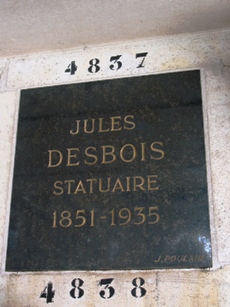 4837
JULES
DESBOIS
STATUAIRE
1851-1935
J. POULAIN
4838